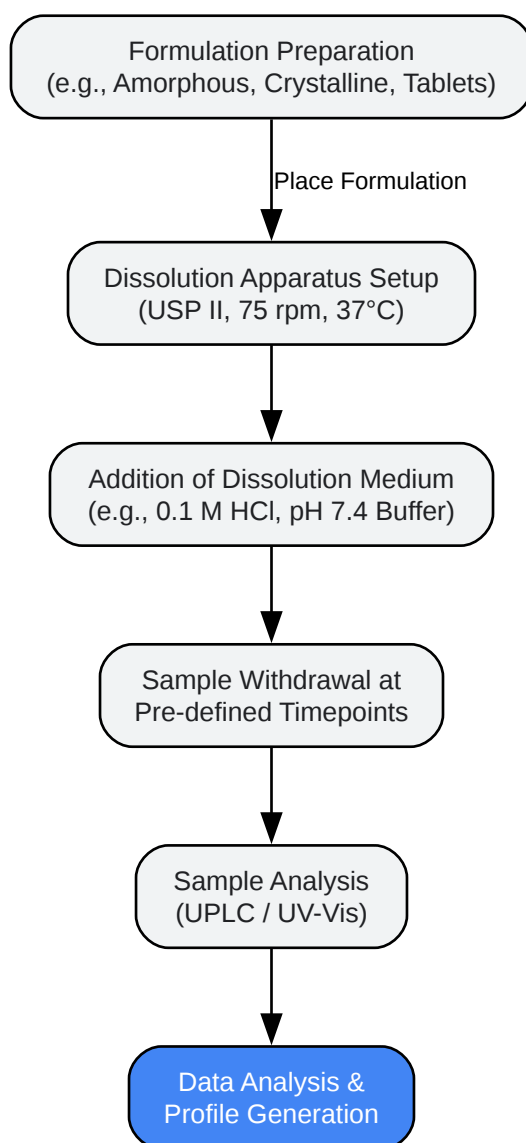 Formulation Preparation
(e.g., Amorphous, Crystalline, Tablets)
Place Formulation
Dissolution Apparatus Setup
(USP II, 75 rpm, 37°C)
Addition of Dissolution Medium
(e.g., 0.1 M HCl, pH 7.4 Buffer)
Sample Withdrawal at
Pre-defined Timepoints
Sample Analysis
(UPLC / UV-Vis)
Data Analysis &
Profile Generation